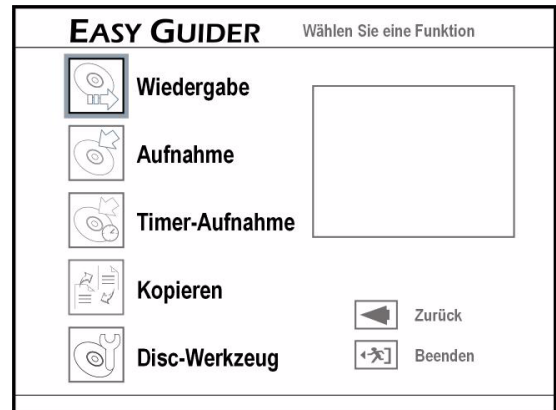 EASY GUIDER Wählen Sie eine Funktion
Wiedergabe
Aufnahme
Timer-Aufnahme
Kopieren
Disc-Werkzeug
Zurück
Beenden